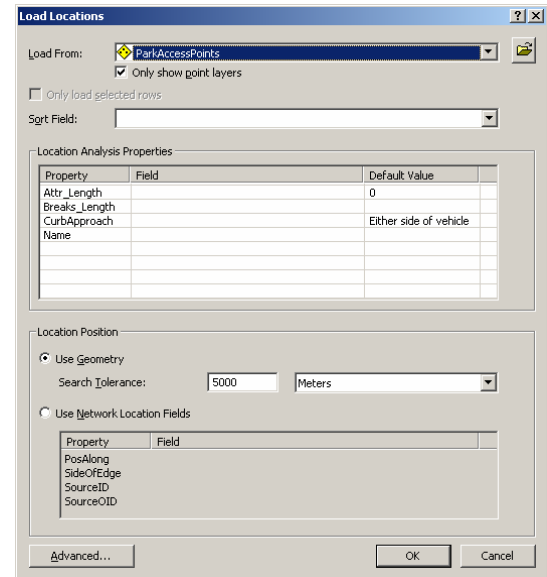 Load Locations
Load From: ParkAccessPoints
Only show point layers
Only load selected rows
Sort Field:
Location Analysis Properties
Property Field Default Value
Attr_Length 0
Breaks_Length
CurbApproach Either side of vehicle
Name
Location Position
Use Geometry
Search Tolerance: 5000 Meters
Use Network Location Fields
Property Field
PosAlong
SideOfEdge
SourceID
SourceOID
Advanced... OK Cancel